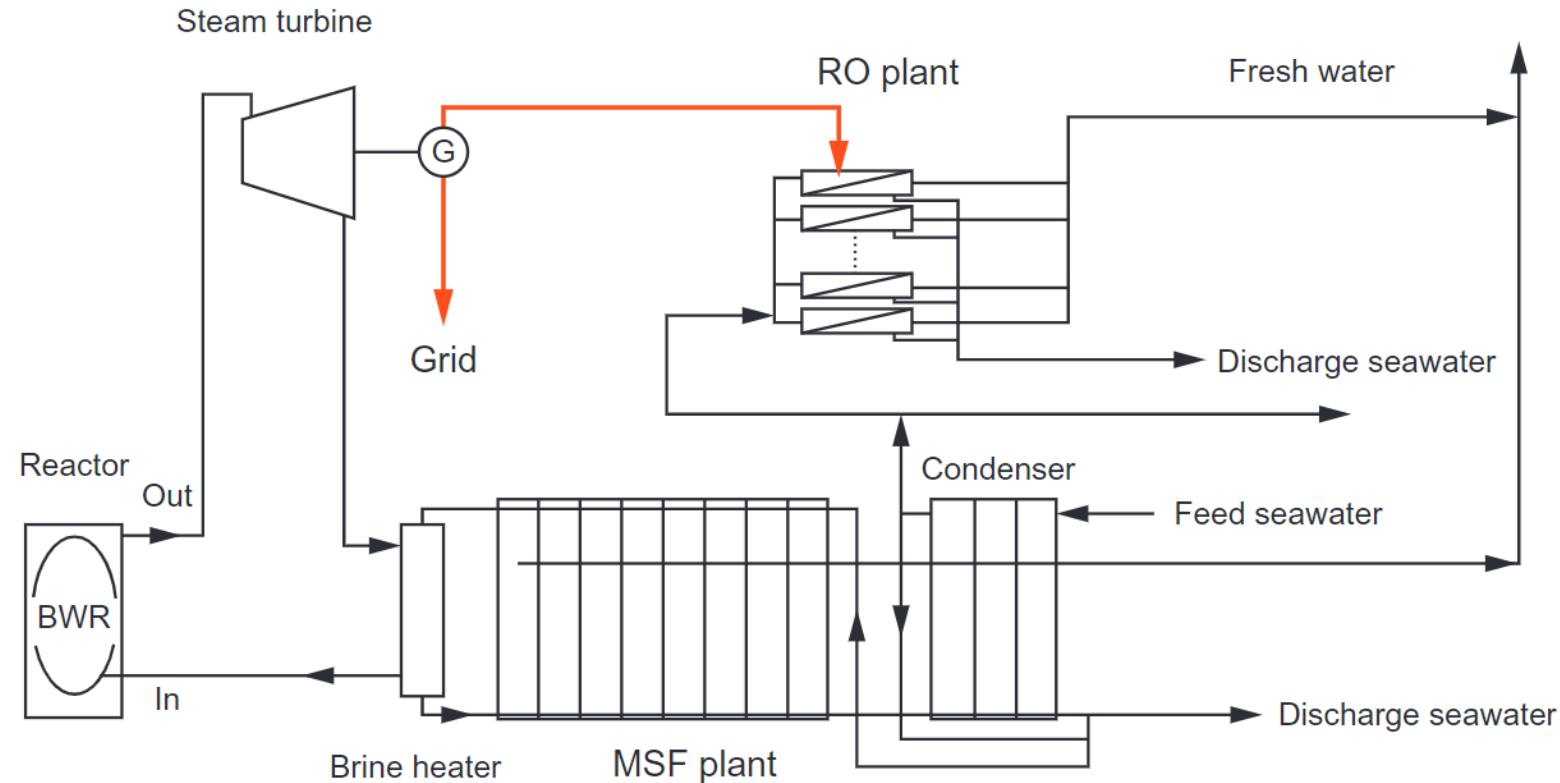 Steam turbine
RO plant
Fresh water
G
Grid
Discharge seawater
Reactor
Out
Condenser
Feed seawater
BWR
In
Discharge seawater
Brine heater
MSF plant